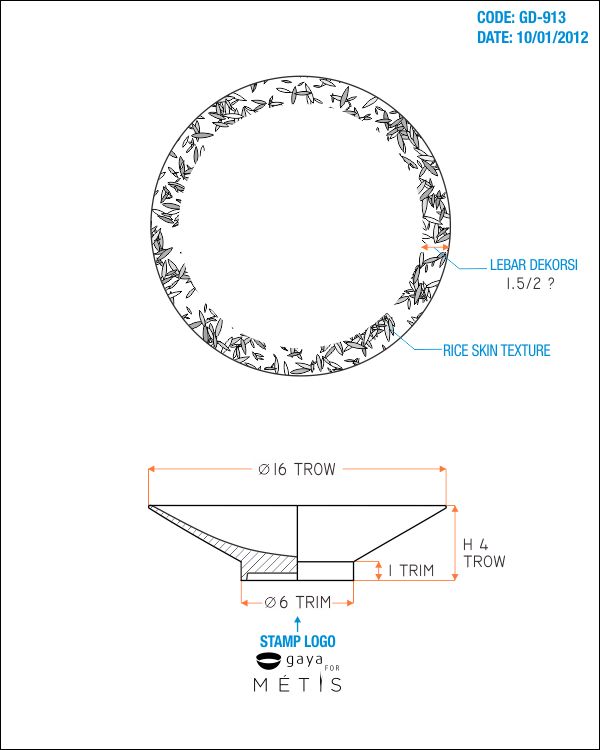 CODE: GD-913
DATE: 10/01/2012
LEBAR DEKORSI
1.5/2 ?
RICE SKIN TEXTURE
Ø16 TROW
H 4
TROW
1 TRIM
Ø6 TRIM
STAMP LOGO
gaya
FOR
MÉTIS